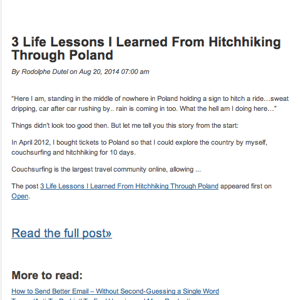 3 Life Lessons I Learned From Hitchhiking
Through Poland
By Rodolphe Dutel on Aug 20, 2014 07:00 am
"Here I am, standing in the middle of nowhere in Poland holding a sign to hitch a ride…sweat
dripping, car after car rushing by.. rain is coming in too. What the hell am I doing here…"
Things didn't look too good then. But let me tell you this story from the start:
In April 2012, I bought tickets to Poland so that I could explore the country by myself,
couchsurfing and hitchhiking for 10 days.
Couchsurfing is the largest travel community online, allowing ...
The post 3 Life Lessons I Learned From Hitchhiking Through Poland appeared first on
Open.
Read the full post»
More to read:
How to Send Better Email – Without Second-Guessing a Single Word